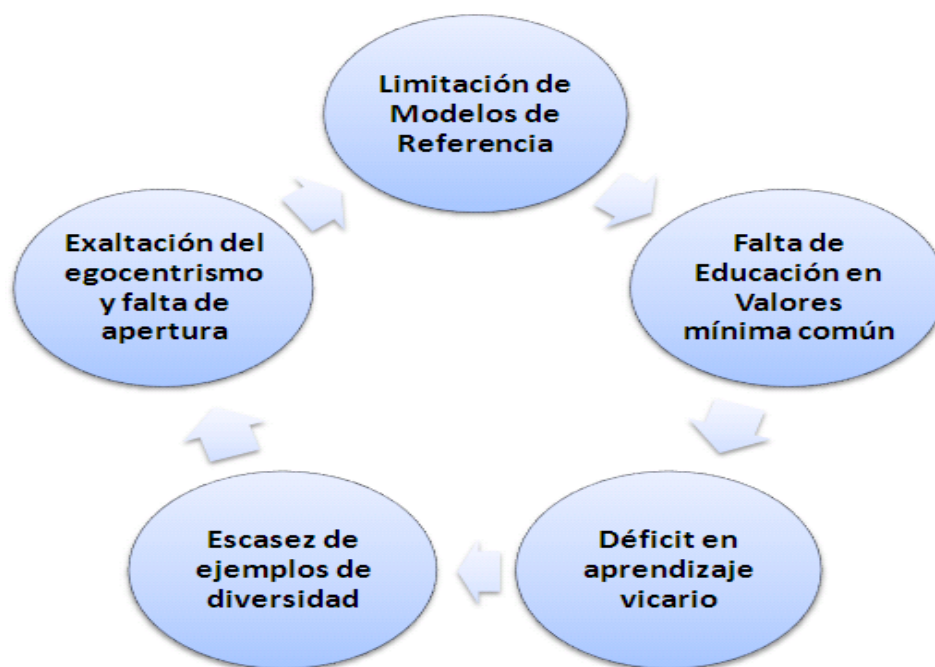 Limitación de
Modelos de
Referencia
Falta de
Educación en
Valores
mínima común
Déficit en
aprendizaje
vicario
Escasez de
ejemplos de
diversidad
Exaltación del
egocentrismo
y falta de
apertura